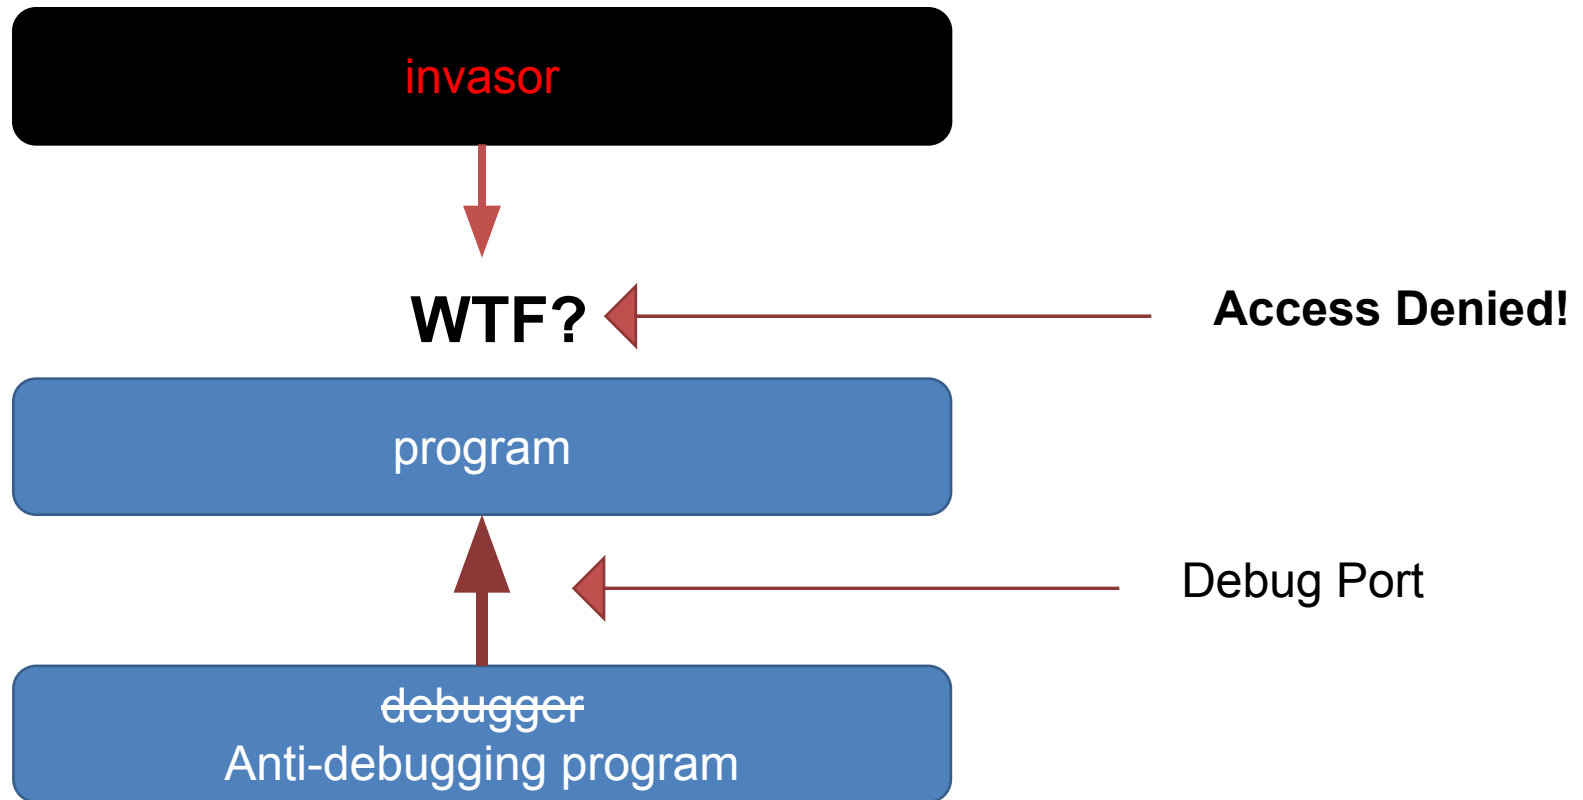 invasor
WTF?
Access Denied!
program
Debug Port
debugger
Anti-debugging program